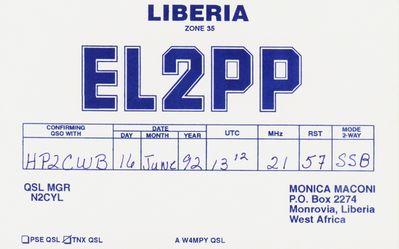 LIBERIA
ZONE 35
EL2PP
CONFIRMING QSO WITH DATE DAY MONTH YEAR UTC MHz RST MODE 2-WAY
HP2CWB 16 June 92 13 12 21 57 SSB
QSL MGR
N2CYL
MONICA MACONI
P.O. Box 2274
Monrovia, Liberia
West Africa
PSE QSL TNX QSL
A W4MPY QSL